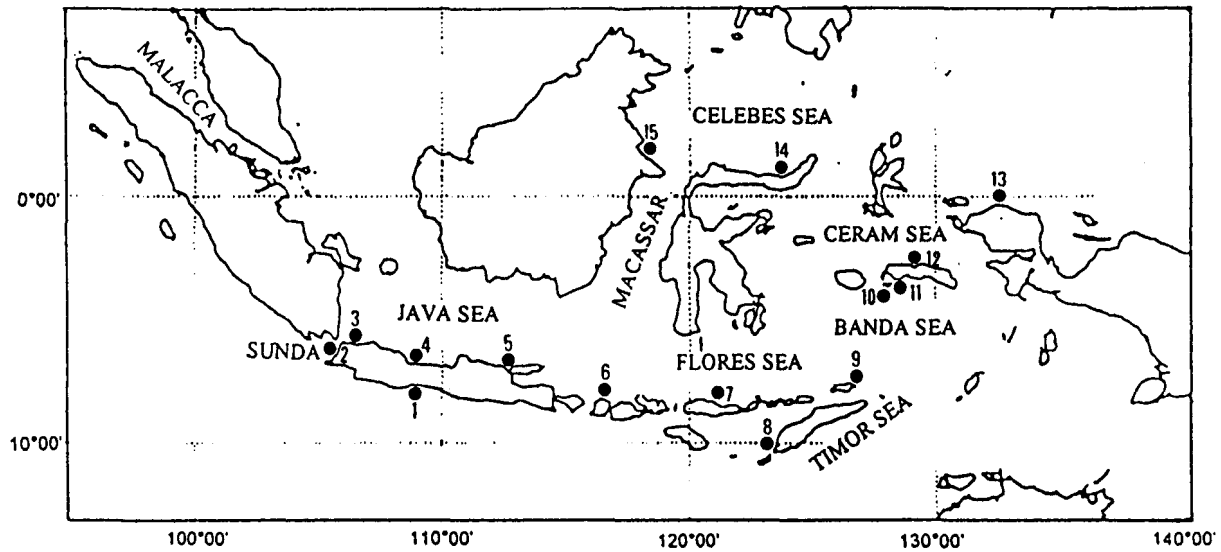 MALACCA
CELEBES SEA
15
14
13
0°00'
MACASSAR
CERAM SEA
12
10
11
JAVA SEA
BANDA SEA
3
SUNDA
2
4
5
FLORES SEA
9
6
7
1
8
TIMOR SEA
10°00'
100°00'
110°00'
120°00'
130°00'
140°00'